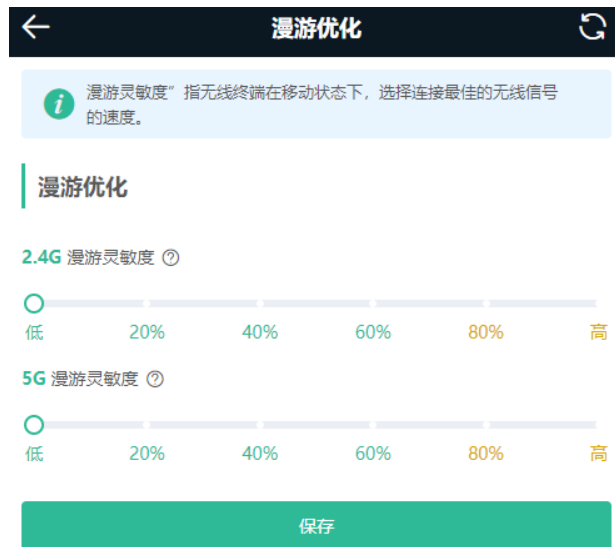 漫游优化
漫游灵敏度”指无线终端在移动状态下，选择连接最佳的无线信号
的速度。
漫游优化
2.4G 漫游灵敏度
低 20% 40% 60% 80% 高
5G 漫游灵敏度
低 20% 40% 60% 80% 高
保存